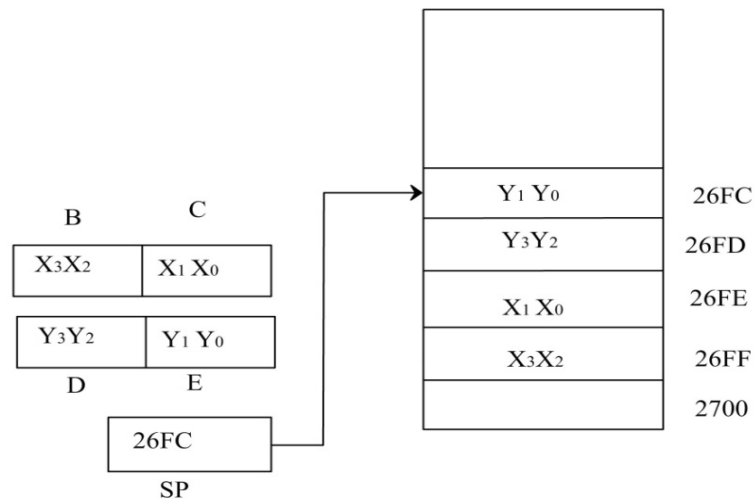 Y₁ Y₀ 26FC
B C
Y₃Y₂ 26FD
X₃X₂ X₁ X₀
X₁ X₀ 26FE
Y₃Y₂ Y₁ Y₀
X₃X₂ 26FF
D E
2700
26FC
SP